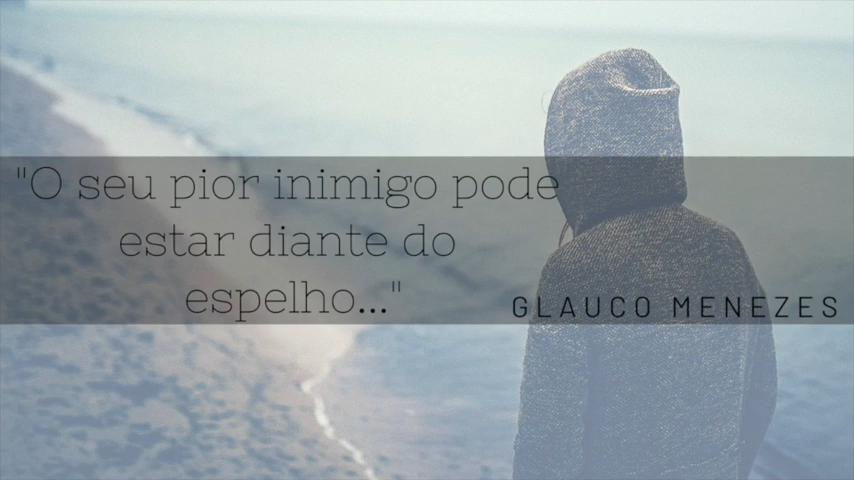 "O seu pior inimigo pode
estar diante do
espelho..."
GLAUCO MENEZES